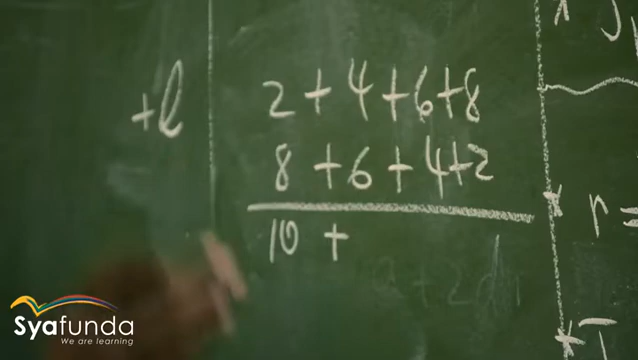 +l
2 + 4 + 6 + 8
8 + 6 + 4 + 2
10 +
r =
Syafunda
We are learning